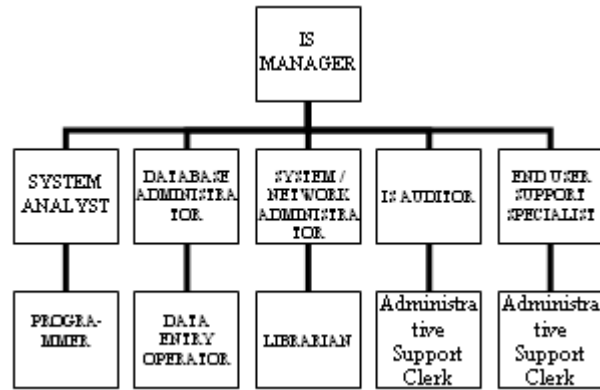 IS
MANAGER
SYSTEM
ANALYST
DATABASE
ADMINISTRA
TOR
SYSTEM /
NETWORK
ADMINISTRA
TOR
IS AUDITOR
END USER
SUPPORT
SPECIALIST
PROGRA-
MMER
DATA
ENTRY
OPERATOR
LIBRARIAN
Administra
tive
Support
Clerk
Administra
tive
Support
Clerk